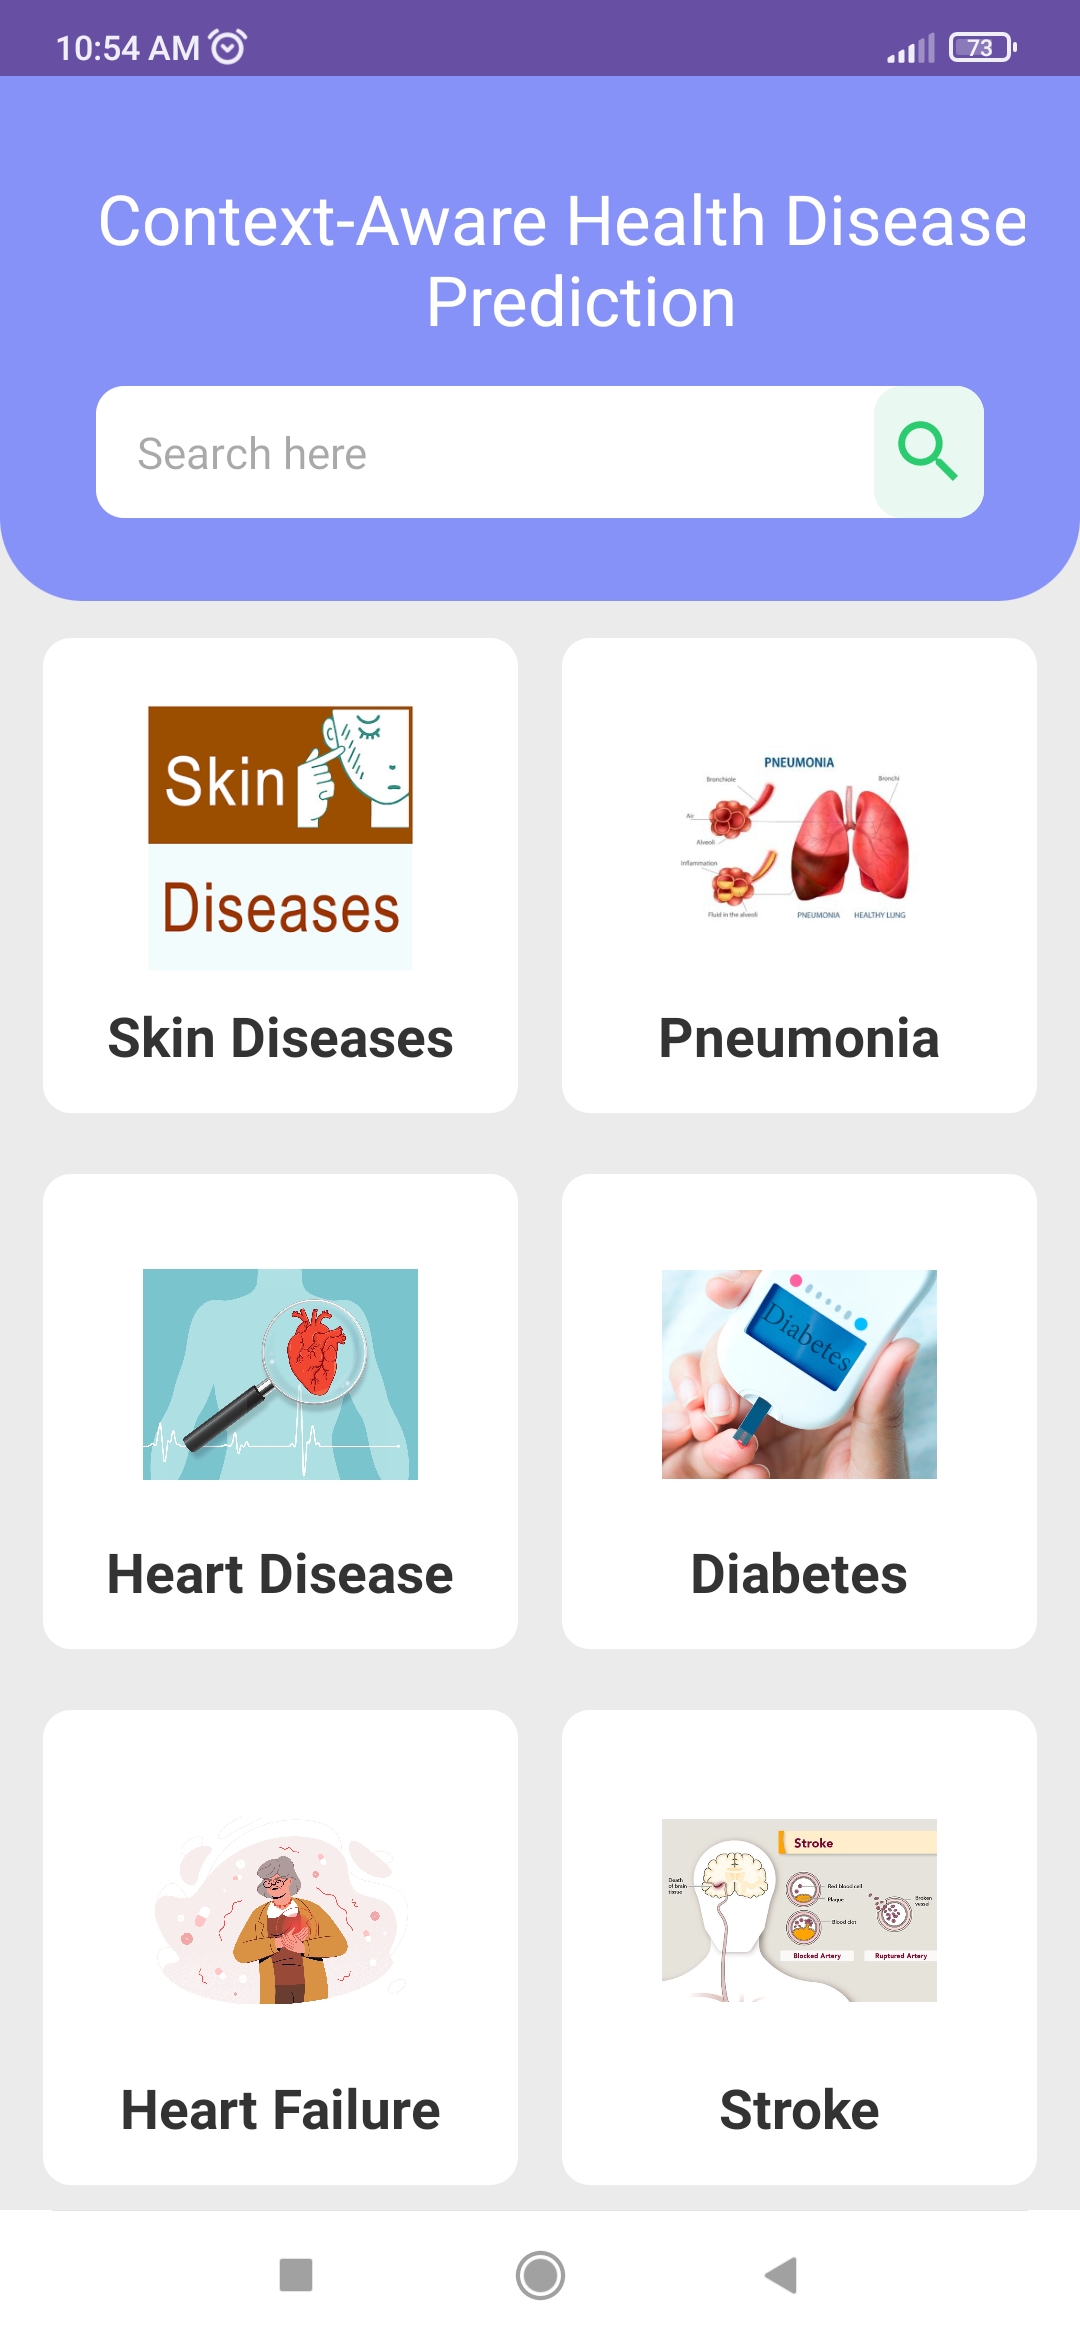 10:54 AM
73
Context-Aware Health Disease
Prediction
Search here
Skin
Diseases
Skin Diseases
PNEUMONIA
Bronchiole
Bronchi
Air
Alveoli
Inflammation
Fluid in the alveoli
PNEUMONIA HEALTHY LUNG
Pneumonia
Heart Disease
Diabetes
Diabetes
Heart Failure
Stroke
Death
of brain
tissue
Red blood cell
Plaque
Broken
vessel
Blood clot
Blocked Artery Ruptured Artery
Stroke